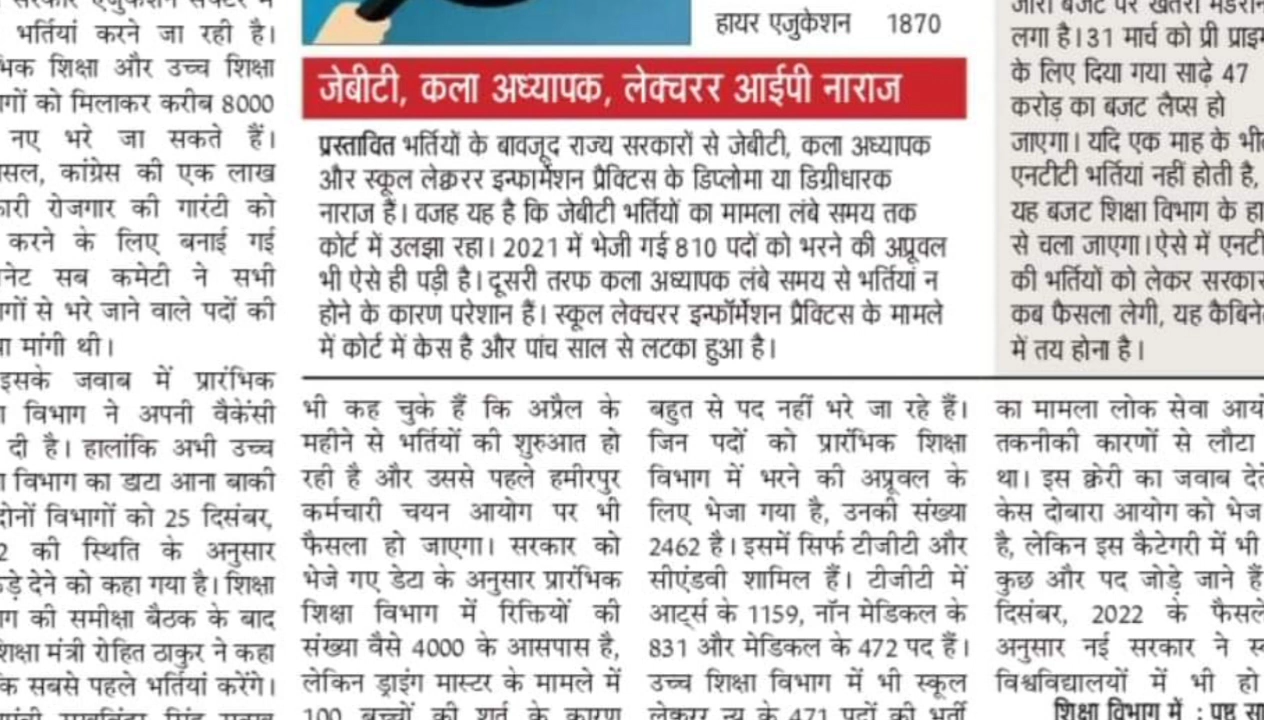 भर्तियां करने जा रही है।
शिक्षा और उच्च शिक्षा
को मिलाकर करीब 8000
नए भरे जा सकते हैं।
कांग्रेस की एक लाख
रोजगार की गारंटी को
करने के लिए बनाई गई
सब कमेटी ने सभी
से भरे जाने वाले पदों की
मांगी थी।
इसके जवाब में प्रारंभिक
विभाग ने अपनी वैकेंसी
दी है। हालांकि अभी उच्च
विभाग का डाटा आना बाकी
दोनों विभागों को 25 दिसंबर,
की स्थिति के अनुसार
देने को कहा गया है। शिक्षा
की समीक्षा बैठक के बाद
शिक्षा मंत्री रोहित ठाकुर ने कहा
कि सबसे पहले भर्तियां करेंगे।
हायर एजुकेशन 1870
जेबीटी, कला अध्यापक, लेक्चरर आईपी नाराज
प्रस्तावित भर्तियों के बावजूद राज्य सरकारों से जेबीटी, कला अध्यापक
और स्कूल लेक्चरर इन्फार्मेशन प्रैक्टिस के डिप्लोमा या डिग्रीधारक
नाराज हैं। वजह यह है कि जेबीटी भर्तियों का मामला लंबे समय तक
कोर्ट में उलझा रहा। 2021 में भेजी गई 810 पदों को भरने की अप्रूवल
भी ऐसे ही पड़ी है। दूसरी तरफ कला अध्यापक लंबे समय से भर्तियां न
होने के कारण परेशान हैं। स्कूल लेक्चरर इन्फॉर्मेशन प्रैक्टिस के मामले
में कोर्ट में केस है और पांच साल से लटका हुआ है।
भी कह चुके हैं कि अप्रैल के
महीने से भर्तियों की शुरुआत हो
रही है और उससे पहले हमीरपुर
कर्मचारी चयन आयोग पर भी
फैसला हो जाएगा। सरकार को
भेजे गए डेटा के अनुसार प्रारंभिक
शिक्षा विभाग में रिक्तियों की
संख्या वैसे 4000 के आसपास है,
लेकिन ड्राइंग मास्टर के मामले में
100 बच्चों की शर्त के कारण
बहुत से पद नहीं भरे जा रहे हैं।
जिन पदों को प्रारंभिक शिक्षा
विभाग में भरने की अप्रूवल के
लिए भेजा गया है, उनकी संख्या
2462 है। इसमें सिर्फ टीजीटी और
सीएंडवी शामिल हैं। टीजीटी में
आर्ट्स के 1159, नॉन मेडिकल के
831 और मेडिकल के 472 पद हैं।
उच्च शिक्षा विभाग में भी स्कूल
लेक्चरर न्यू के 471 पदों की भर्ती
जारी बजट पर खतरा
लगा है। 31 मार्च को प्री
के लिए दिया गया साढ़े 47
करोड़ का बजट लैप्स हो
जाएगा। यदि एक माह के
एनटीटी भर्तियां नहीं होती है,
यह बजट शिक्षा विभाग के
से चला जाएगा। ऐसे में
की भर्तियों को लेकर सरकार
कब फैसला लेगी, यह
में तय होना है।
का मामला लोक सेवा
तकनीकी कारणों से लौटा
था। इस क्वेरी का जवाब
केस दोबारा आयोग को भेज
है, लेकिन इस कैटेगरी में भी
कुछ और पद जोड़े जाने हैं
दिसंबर, 2022 के
अनुसार नई सरकार ने
विश्वविद्यालयों में भी हो
शिक्षा विभाग में : पृष्ठ